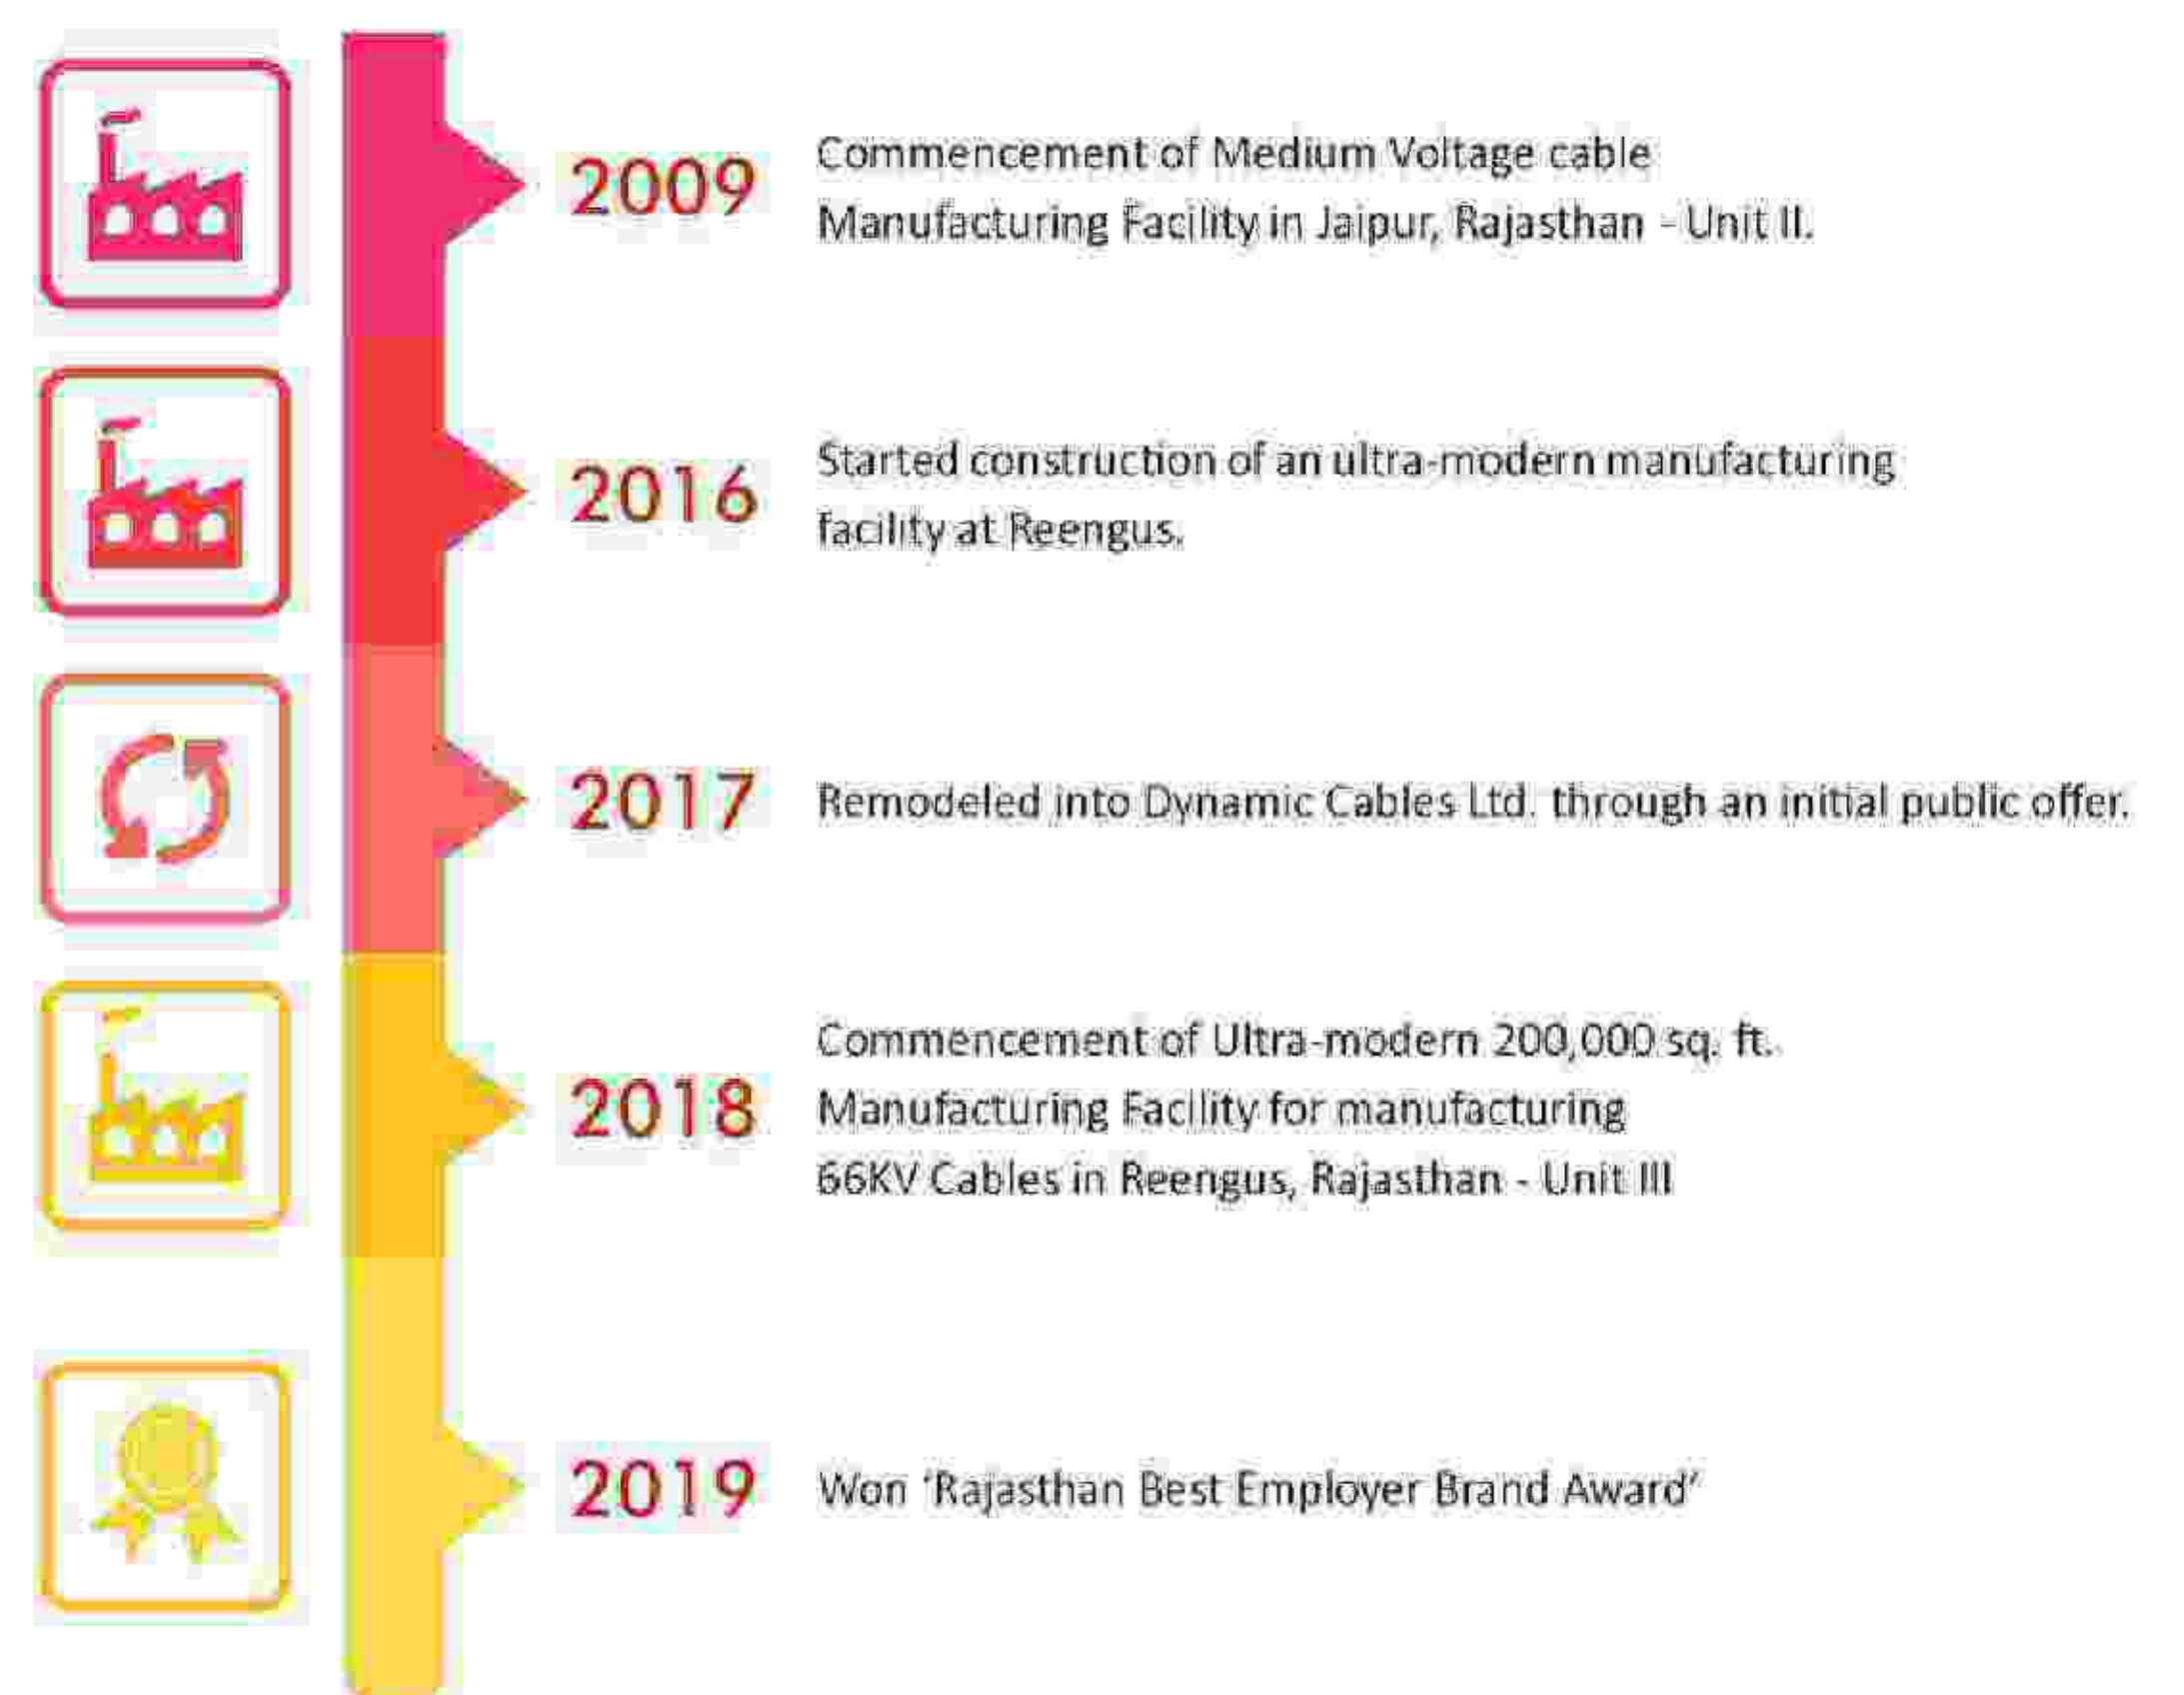 2009
Commencement of Medium Voltage cable
Manufacturing Facility in Jaipur, Rajasthan - Unit II.
2016
Started construction of an ultra-modern manufacturing
facility at Reengus.
2017
Remodeled into Dynamic Cables Ltd. through an initial public offer.
2018
Commencement of Ultra-modern 200,000 sq. ft.
Manufacturing Facility for manufacturing
66KV Cables in Reengus, Rajasthan - Unit III
2019
Won ‘Rajasthan Best Employer Brand Award’